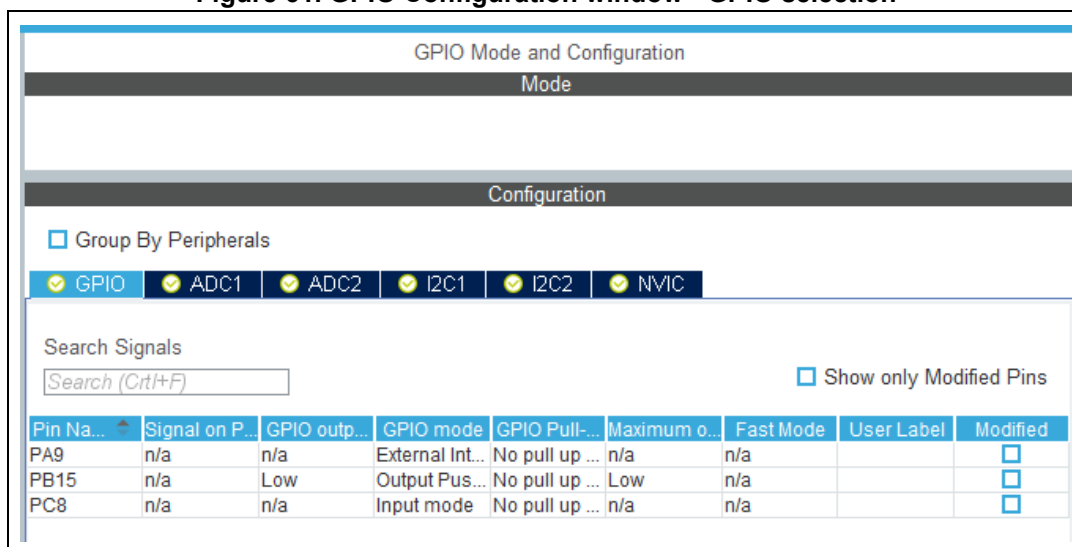 GPIO Mode and Configuration
Mode
Configuration
Group By Peripherals
GPIO ADC1 ADC2 I2C1 I2C2 NVIC
Search Signals
Search (Crtl+F)
Show only Modified Pins
Pin Na... Signal on P... GPIO outp... GPIO mode GPIO Pull-... Maximum o... Fast Mode User Label Modified
PA9 n/a n/a External Int... No pull up ... n/a n/a
PB15 n/a Low Output Pus... No pull up ... Low n/a
PC8 n/a n/a Input mode No pull up ... n/a n/a